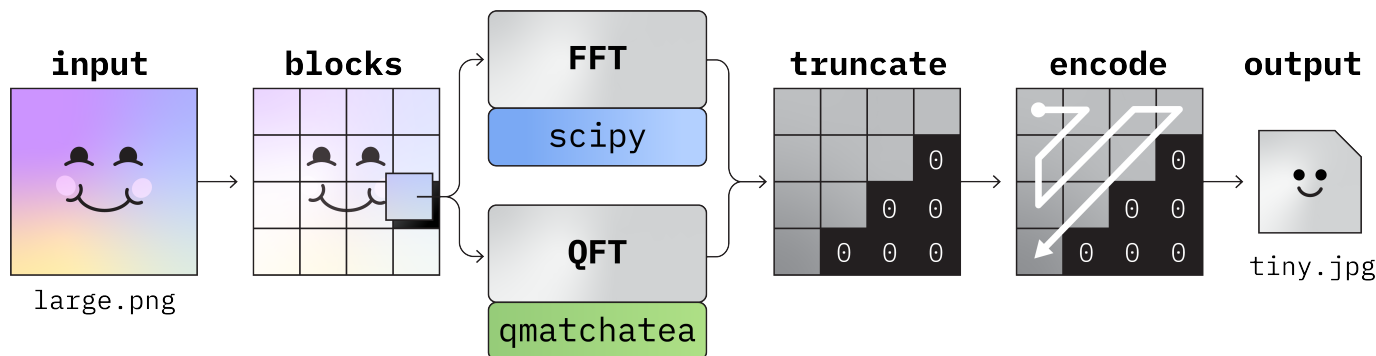 input
large.png
blocks
FFT
scipy
QFT
qmatchatea
truncate
0
0 0
0 0 0
encode
0
0 0
0 0 0
output
tiny.jpg